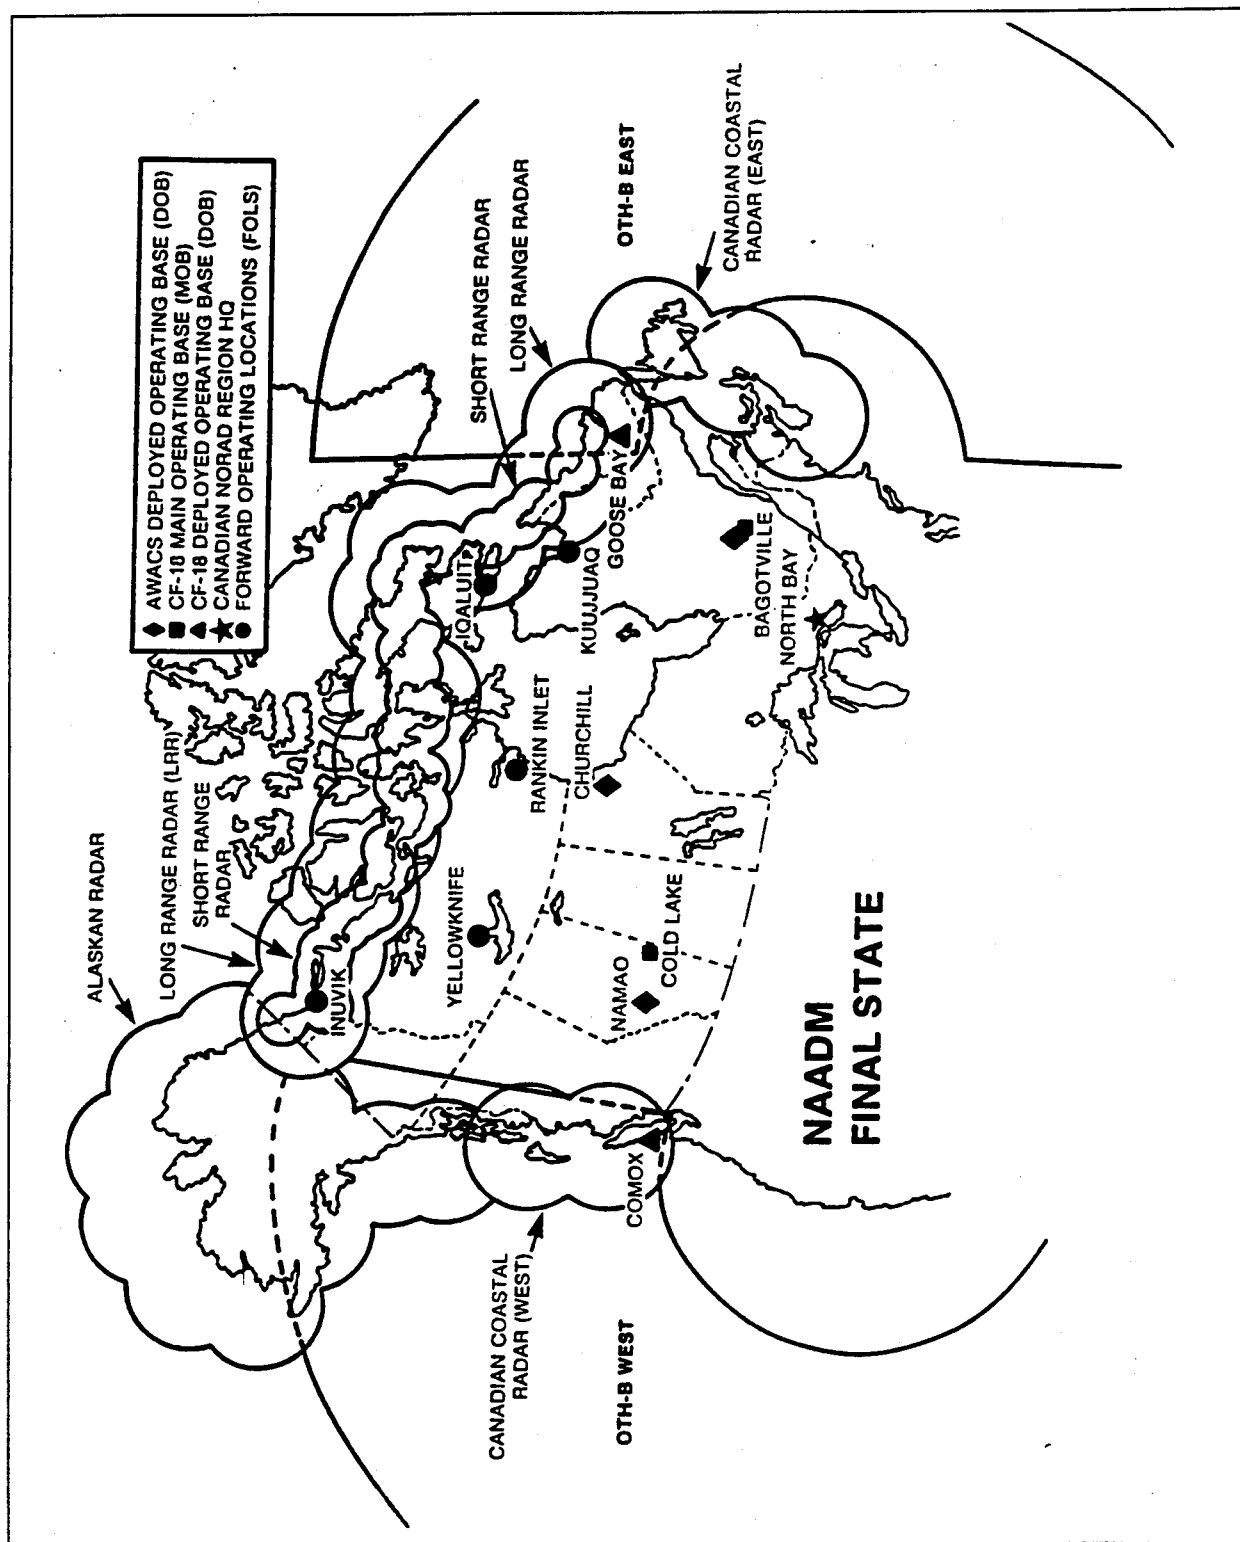 ◆ AWACS DEPLOYED OPERATING BASE (DOB)
■ CF-18 MAIN OPERATING BASE (MOB)
▲ CF-18 DEPLOYED OPERATING BASE (DOB)
★ CANADIAN NORAD REGION HQ
● FORWARD OPERATING LOCATIONS (FOLS)
ALASKAN RADAR
LONG RANGE RADAR (LRR)
SHORT RANGE
RADAR
SHORT RANGE RADAR
LONG RANGE RADAR
OTH-B EAST
CANADIAN COASTAL
RADAR (EAST)
INUVIK
IQALUIT
YELLOWKNIFE
RANKIN INLET
KUUJJUAQ
GOOSE BAY
CHURCHILL
NAMAO
COLD LAKE
COMOX
BAGOTVILLE
NORTH BAY
CANADIAN COASTAL
RADAR (WEST)
OTH-B WEST
NAADM
FINAL STATE